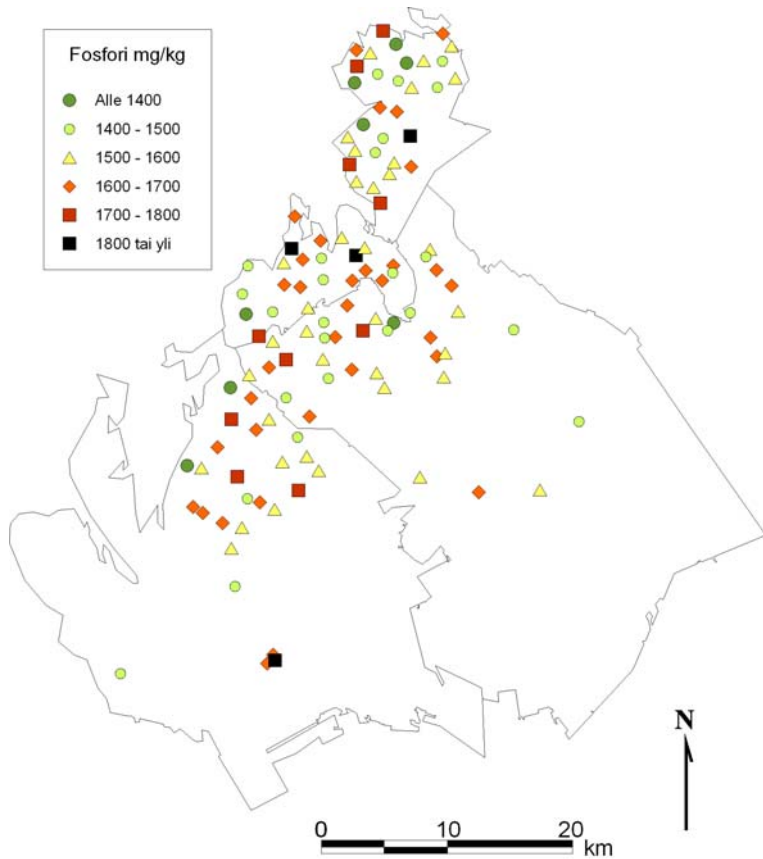 Fosfori mg/kg
Alle 1400
1400 - 1500
1500 - 1600
1600 - 1700
1700 - 1800
1800 tai yli
N
0 10 20
km